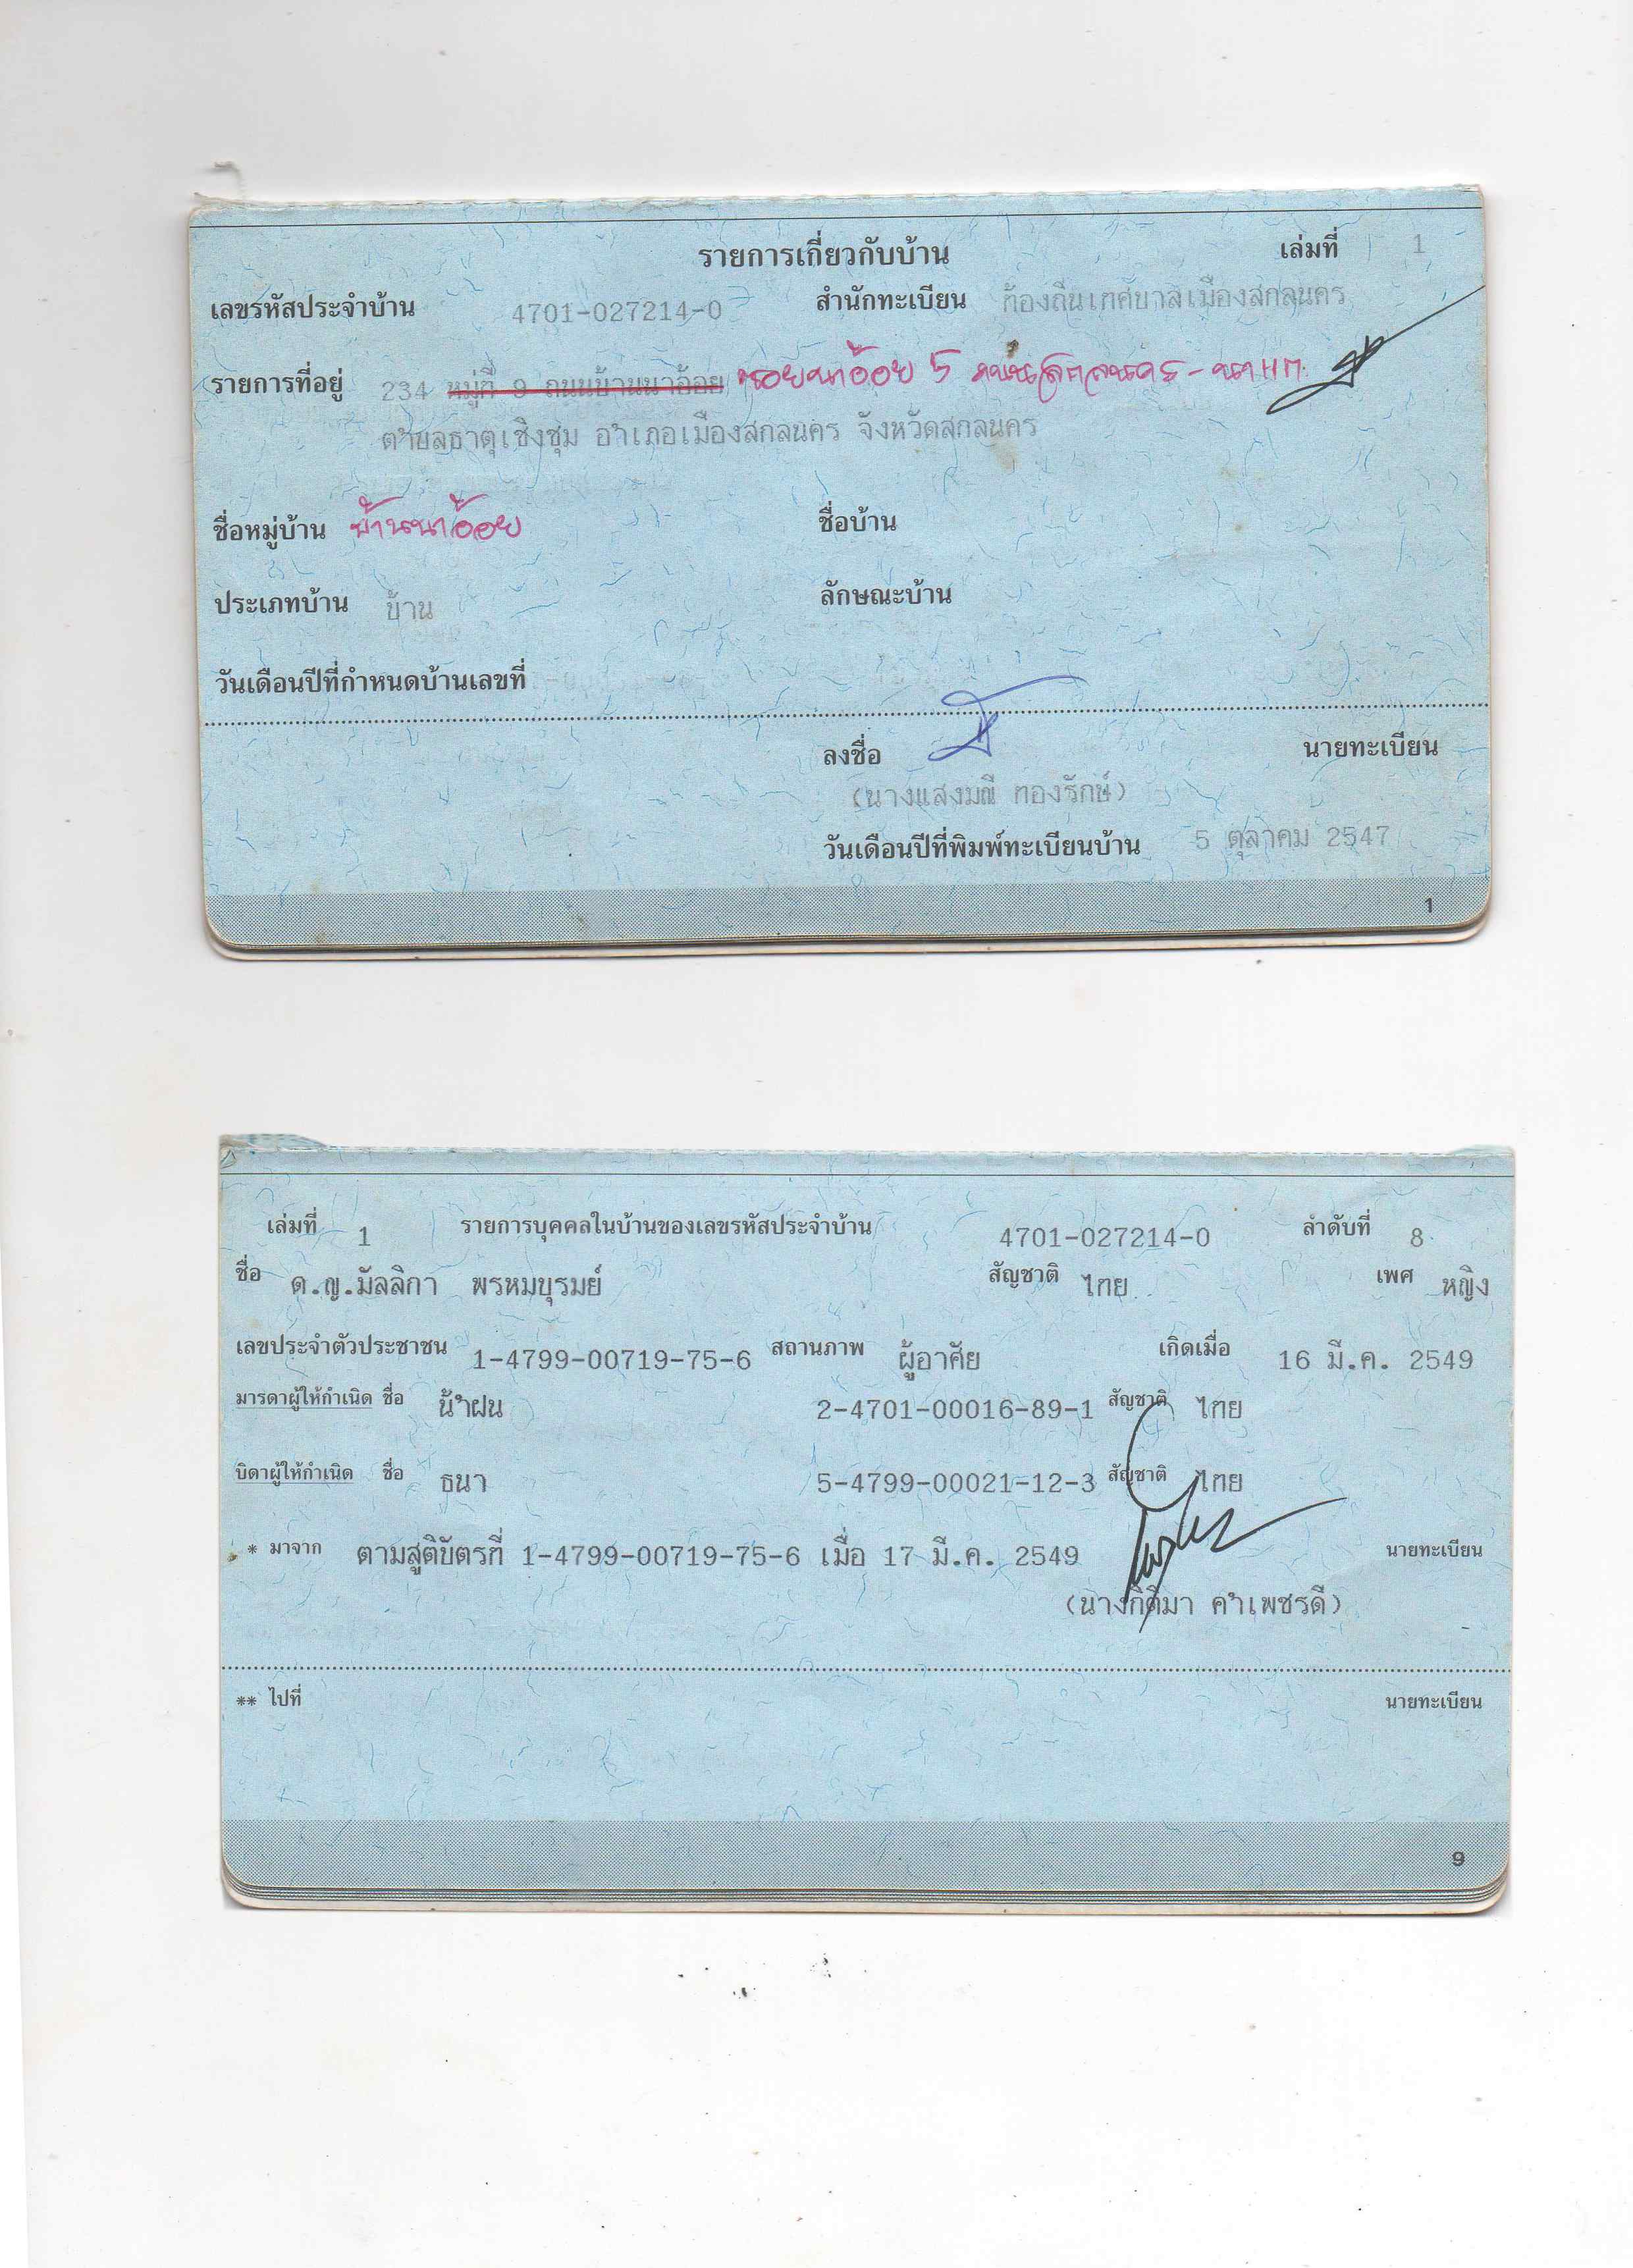 รายการเกี่ยวกับบ้าน เล่มที่ 1
เลขรหัสประจำบ้าน 4701-027214-0 สำนักทะเบียน ท้องถิ่นเทศบาลเมืองสกลนคร
รายการที่อยู่ 234 หมู่ที่ 9 ถนนบ้านนาอ้อย ซอยนาอ้อย 5 ถนนสกลนคร-นาแก
ตำบลธาตุเชิงชุม อำเภอเมืองสกลนคร จังหวัดสกลนคร
ชื่อหมู่บ้าน บ้านนาอ้อย ชื่อบ้าน
ประเภทบ้าน บ้าน ลักษณะบ้าน
วันเดือนปีที่กำหนดบ้านเลขที่
ลงชื่อ นายทะเบียน
(นางแสงมณี ทองรักษ์)
วันเดือนปีที่พิมพ์ทะเบียนบ้าน 5 ตุลาคม 2547
1
เล่มที่ 1 รายการบุคคลในบ้านของเลขรหัสประจำบ้าน 4701-027214-0 ลำดับที่ 8
ชื่อ ด.ญ.มัลลิกา พรหมบุรมย์ สัญชาติ ไทย เพศ หญิง
เลขประจำตัวประชาชน 1-4799-00719-75-6 สถานภาพ ผู้อาศัย เกิดเมื่อ 16 มี.ค. 2549
มารดาผู้ให้กำเนิด ชื่อ น้ำฝน 2-4701-00016-89-1 สัญชาติ ไทย
บิดาผู้ให้กำเนิด ชื่อ ธนา 5-4799-00021-12-3 สัญชาติ ไทย
* มาจาก ตามสูติบัตรที่ 1-4799-00719-75-6 เมื่อ 17 มี.ค. 2549 นายทะเบียน
(นางกิติมา คำเพชรดี)
** ไปที่ นายทะเบียน
9